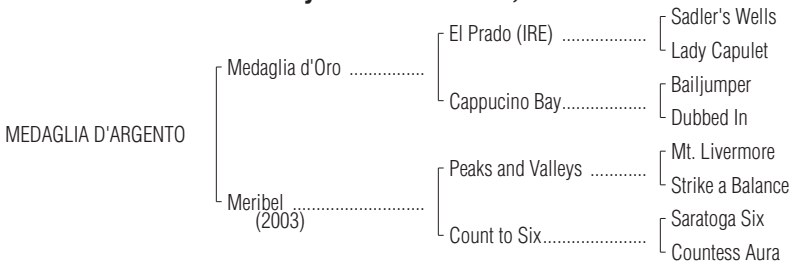 Sadler's Wells
El Prado (IRE) ..................
Lady Capulet
Medaglia d'Oro ................
Bailjumper
Cappucino Bay..................
Dubbed In
MEDAGLIA D'ARGENTO
Mt. Livermore
Peaks and Valleys ............
Strike a Balance
Meribel ............................
(2003)
Saratoga Six
Count to Six......................
Countess Aura